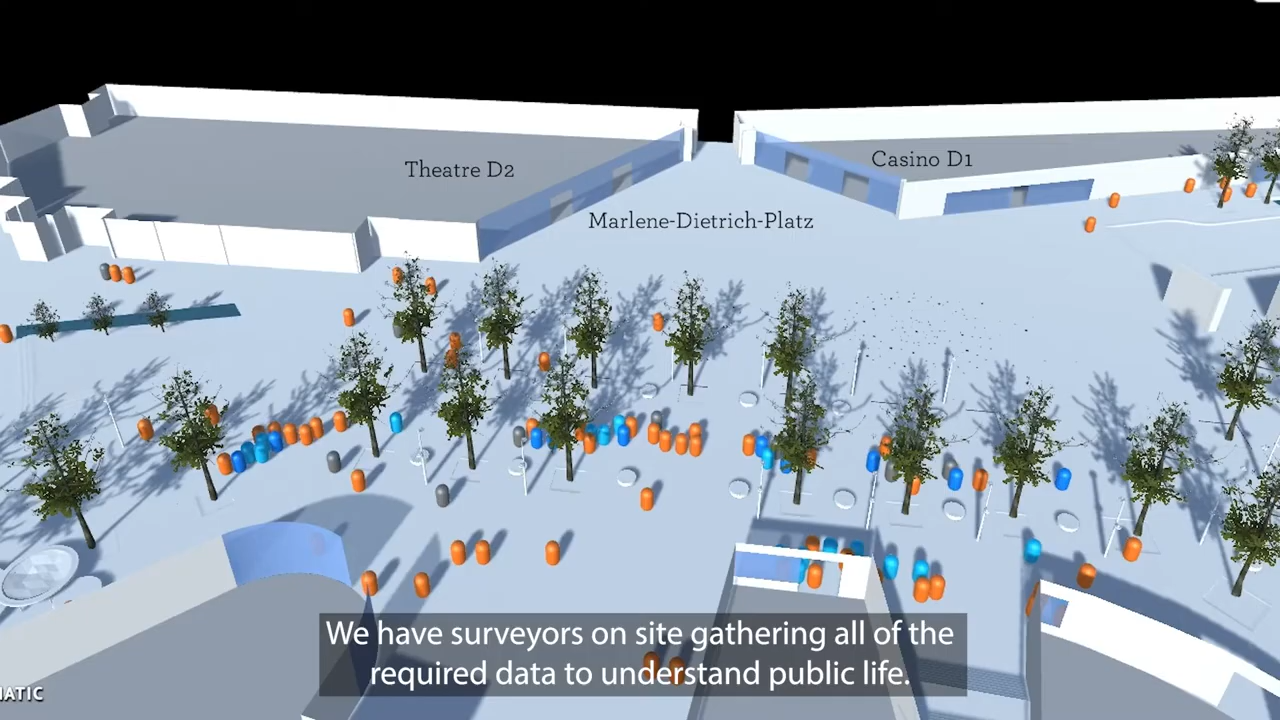 Theatre D2
Casino D1
Marlene-Dietrich-Platz
We have surveyors on site gathering all of the
required data to understand public life.